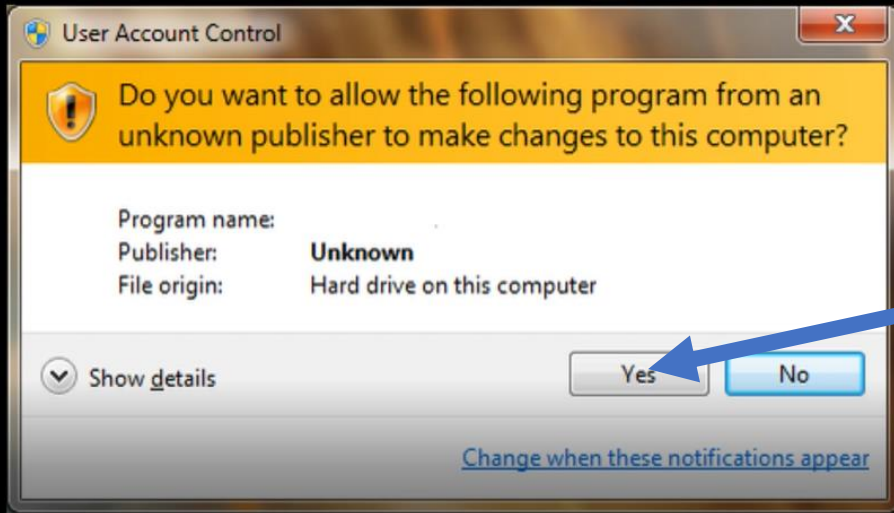 User Account Control
Do you want to allow the following program from an
unknown publisher to make changes to this computer?
Program name:
Publisher: Unknown
File origin: Hard drive on this computer
Show details
Yes
No
Change when these notifications appear